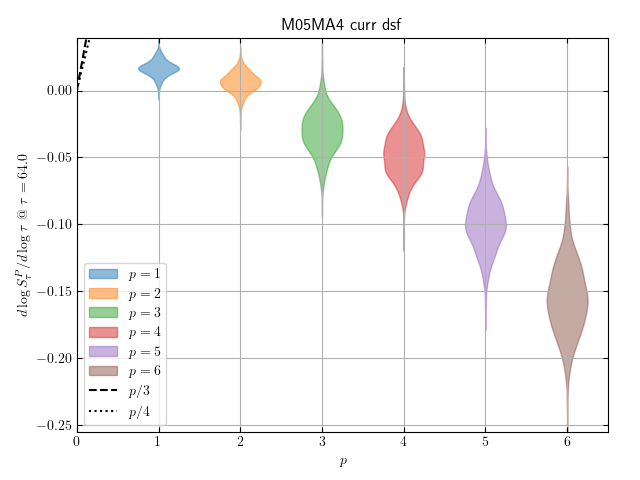 M05MA4 curr dsf
d log S_τ^P / d log τ @ τ = 64.0
0.00
−0.05
−0.10
−0.15
−0.20
−0.25
p = 1
p = 2
p = 3
p = 4
p = 5
p = 6
p/3
p/4
0 1 2 3 4 5 6
p